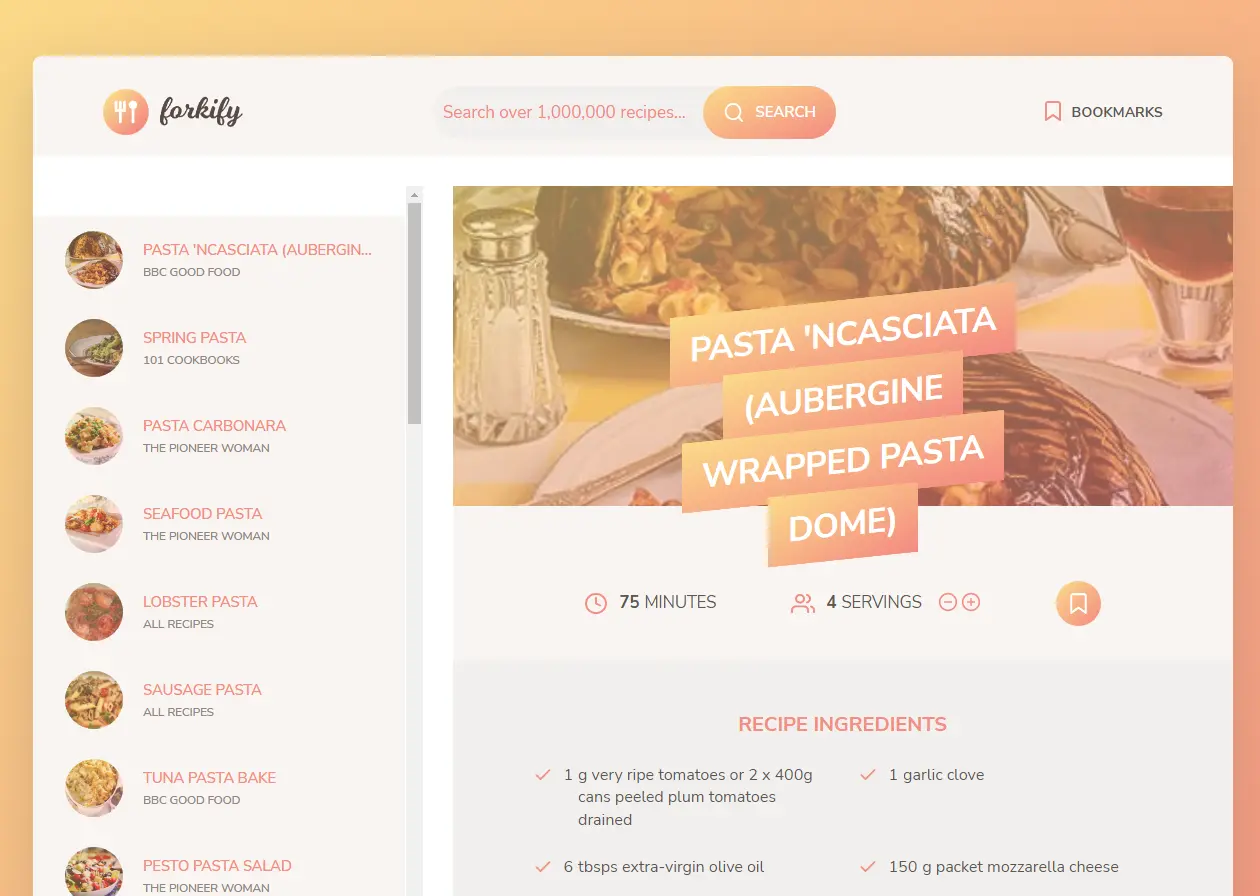 forkify
Search over 1,000,000 recipes...
SEARCH
BOOKMARKS
PASTA 'NCASCIATA (AUBERGIN...
BBC GOOD FOOD
SPRING PASTA
101 COOKBOOKS
PASTA CARBONARA
THE PIONEER WOMAN
SEAFOOD PASTA
THE PIONEER WOMAN
LOBSTER PASTA
ALL RECIPES
SAUSAGE PASTA
ALL RECIPES
TUNA PASTA BAKE
BBC GOOD FOOD
PESTO PASTA SALAD
THE PIONEER WOMAN
PASTA 'NCASCIATA
(AUBERGINE
WRAPPED PASTA
DOME)
75 MINUTES
4 SERVINGS
RECIPE INGREDIENTS
1 g very ripe tomatoes or 2 x 400g
cans peeled plum tomatoes
drained
1 garlic clove
6 tbsps extra-virgin olive oil
150 g packet mozzarella cheese